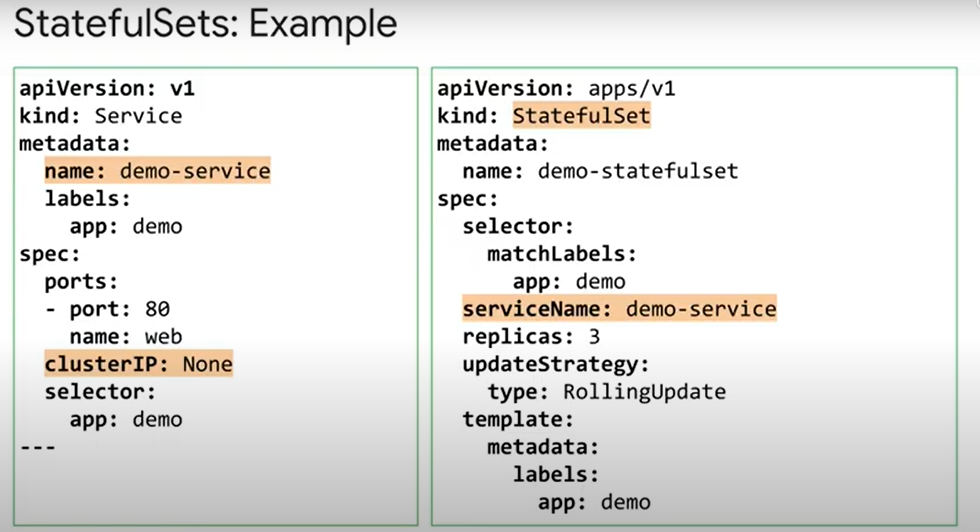 StatefulSets: Example
apiVersion: v1
kind: Service
metadata:
  name: demo-service
  labels:
    app: demo
spec:
  ports:
  - port: 80
    name: web
  clusterIP: None
  selector:
    app: demo
---
apiVersion: apps/v1
kind: StatefulSet
metadata:
  name: demo-statefulset
spec:
  selector:
    matchLabels:
      app: demo
  serviceName: demo-service
  replicas: 3
  updateStrategy:
    type: RollingUpdate
  template:
    metadata:
      labels:
        app: demo